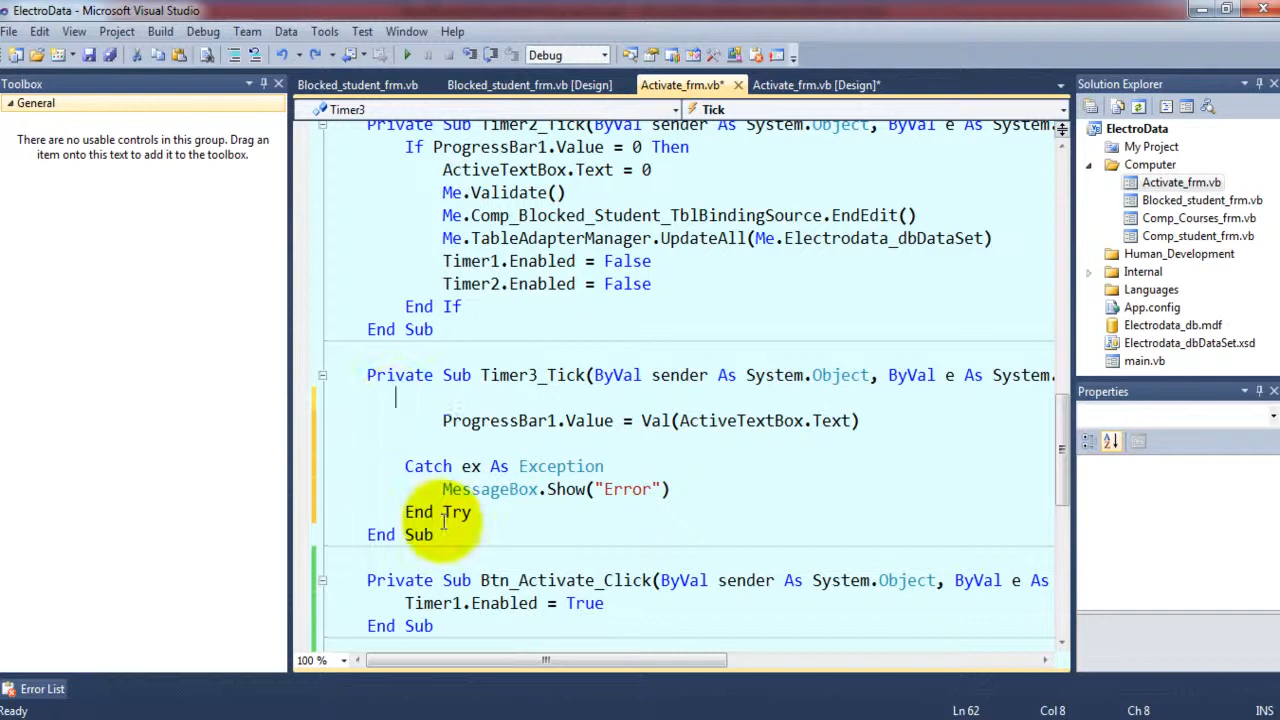 ElectroData - Microsoft Visual Studio
File Edit View Project Build Debug Team Data Tools Test Window Help
Debug
Toolbox
General
There are no usable controls in this group. Drag an
item onto this text to add it to the toolbox.
Blocked_student_frm.vb Blocked_student_frm.vb [Design] Activate_frm.vb* Activate_frm.vb [Design]*
Timer3 Tick
Private Sub Timer2_Tick(ByVal sender As System.Object, ByVal e As System.
If ProgressBar1.Value = 0 Then
ActiveTextBox.Text = 0
Me.Validate()
Me.Comp_Blocked_Student_TblBindingSource.EndEdit()
Me.TableAdapterManager.UpdateAll(Me.Electrodata_dbDataSet)
Timer1.Enabled = False
Timer2.Enabled = False
End If
End Sub
Private Sub Timer3_Tick(ByVal sender As System.Object, ByVal e As System.
ProgressBar1.Value = Val(ActiveTextBox.Text)
Catch ex As Exception
MessageBox.Show("Error")
End Try
End Sub
Private Sub Btn_Activate_Click(ByVal sender As System.Object, ByVal e As
Timer1.Enabled = True
End Sub
100 %
Solution Explorer
ElectroData
My Project
Computer
Activate_frm.vb
Blocked_student_frm.vb
Comp_Courses_frm.vb
Comp_student_frm.vb
Human_Development
Internal
Languages
App.config
Electrodata_db.mdf
Electrodata_dbDataSet.xsd
main.vb
Properties
Error List
Ready Ln 62 Col 8 Ch 8 INS